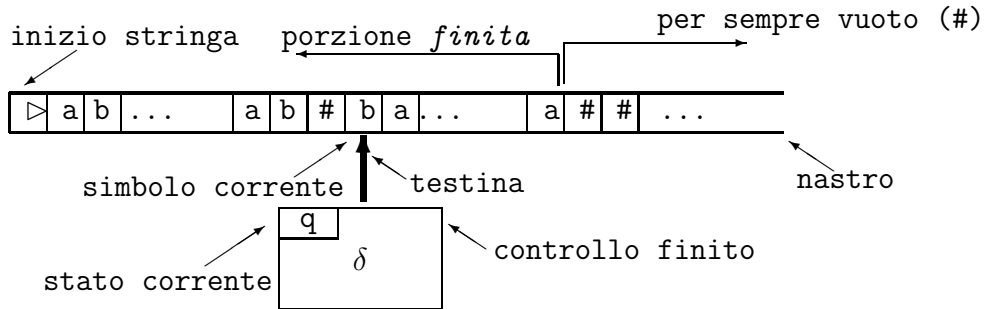 per sempre vuoto (#)
inizio stringa porzione finita
▷ a b ... a b # b a ... a # # ...
simbolo corrente testina nastro
q
δ controllo finito
stato corrente